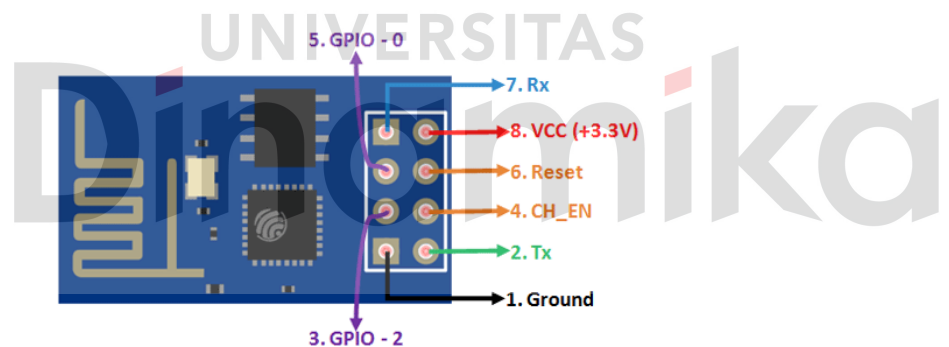 UNIVERSITAS
Dinamika
5. GPIO - 0
7. Rx
8. VCC (+3.3V)
6. Reset
4. CH_EN
2. Tx
1. Ground
3. GPIO - 2